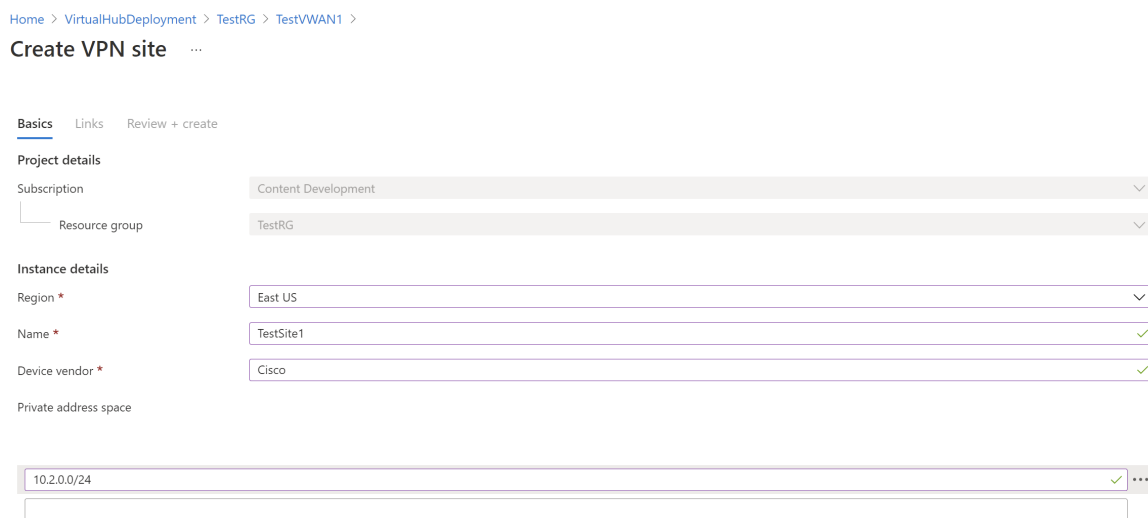 Home > VirtualHubDeployment > TestRG > TestVWAN1 >
Create VPN site ...
Basics Links Review + create
Project details
Subscription Content Development
Resource group TestRG
Instance details
Region * East US
Name * TestSite1
Device vendor * Cisco
Private address space
10.2.0.0/24